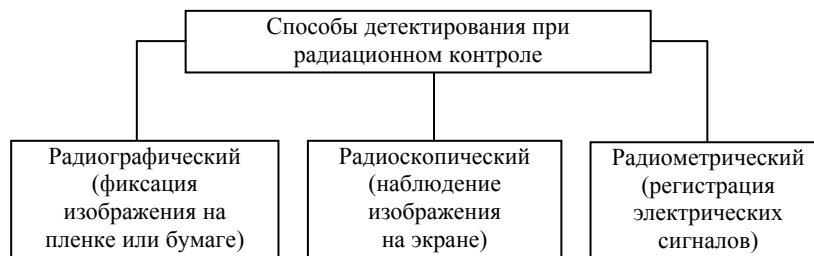 Способы детектирования при
радиационном контроле
Радиографический
(фиксация
изображения на
пленке или бумаге)
Радиоскопический
(наблюдение
изображения
на экране)
Радиометрический
(регистрация
электрических
сигналов)